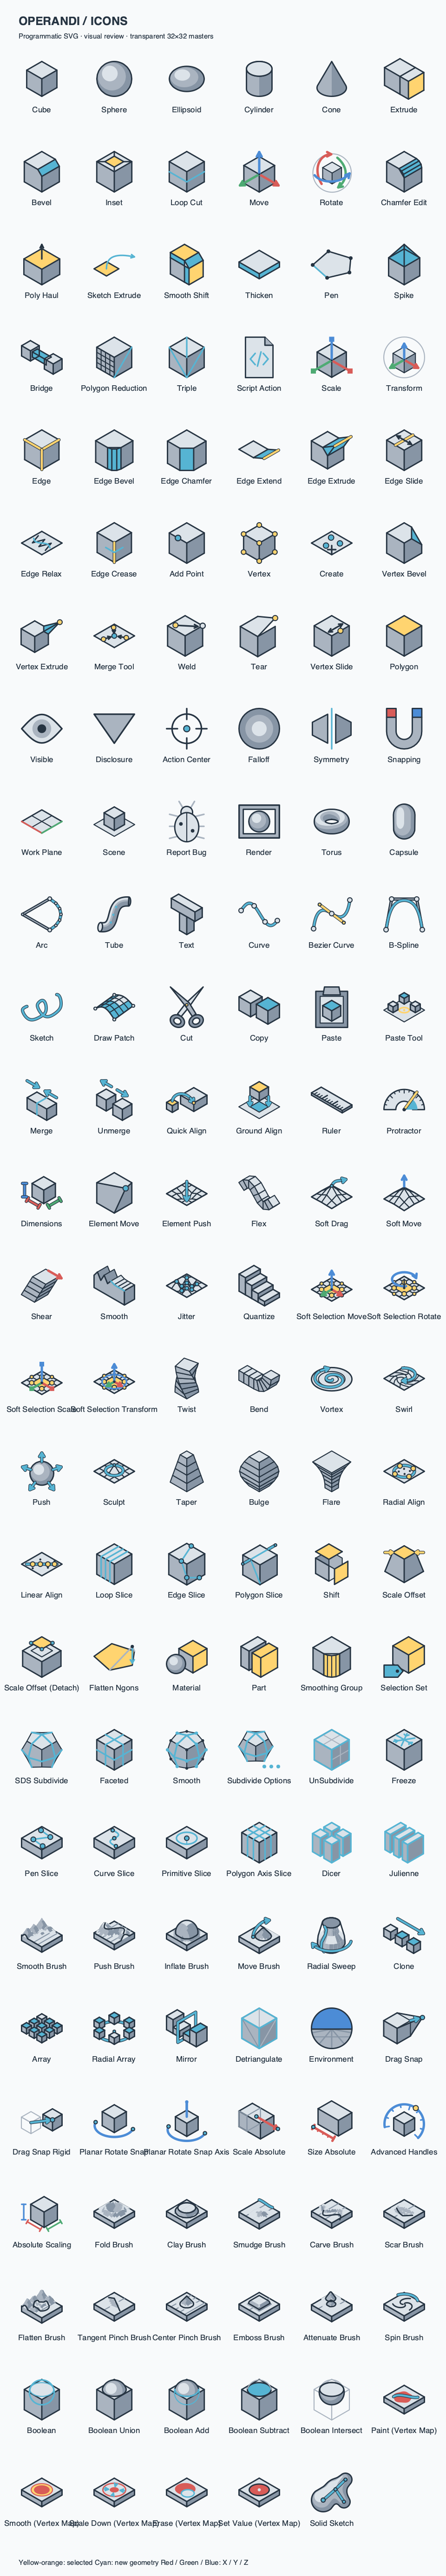 OPERANDI / ICONS
Programmatic SVG · visual review · transparent 32×32 masters
Cube Sphere Ellipsoid Cylinder Cone Extrude
Bevel Inset Loop Cut Move Rotate Chamfer Edit
Poly Haul Sketch Extrude Smooth Shift Thicken Pen Spike
Bridge Polygon Reduction Triple Script Action Scale Transform
Edge Edge Bevel Edge Chamfer Edge Extend Edge Extrude Edge Slide
Edge Relax Edge Crease Add Point Vertex Create Vertex Bevel
Vertex Extrude Merge Tool Weld Tear Vertex Slide Polygon
Visible Disclosure Action Center Falloff Symmetry Snapping
Work Plane Scene Report Bug Render Torus Capsule
Arc Tube Text Curve Bezier Curve B-Spline
Sketch Draw Patch Cut Copy Paste Paste Tool
Merge Unmerge Quick Align Ground Align Ruler Protractor
Dimensions Element Move Element Push Flex Soft Drag Soft Move
Shear Smooth Jitter Quantize Soft Selection Move Soft Selection Rotate
Soft Selection Scale Soft Selection Transform Twist Bend Vortex Swirl
Push Sculpt Taper Bulge Flare Radial Align
Linear Align Loop Slice Edge Slice Polygon Slice Shift Scale Offset
Scale Offset (Detach) Flatten Ngons Material Part Smoothing Group Selection Set
SDS Subdivide Faceted Smooth Subdivide Options UnSubdivide Freeze
Pen Slice Curve Slice Primitive Slice Polygon Axis Slice Dicer Julienne
Smooth Brush Push Brush Inflate Brush Move Brush Radial Sweep Clone
Array Radial Array Mirror Detriangulate Environment Drag Snap
Drag Snap Rigid Planar Rotate Snap Planar Rotate Snap Axis Scale Absolute Size Absolute Advanced Handles
Absolute Scaling Fold Brush Clay Brush Smudge Brush Carve Brush Scar Brush
Flatten Brush Tangent Pinch Brush Center Pinch Brush Emboss Brush Attenuate Brush Spin Brush
Boolean Boolean Union Boolean Add Boolean Subtract Boolean Intersect Paint (Vertex Map)
Smooth (Vertex Map) Scale Down (Vertex Map) Erase (Vertex Map) Set Value (Vertex Map) Solid Sketch
Yellow-orange: selected Cyan: new geometry Red / Green / Blue: X / Y / Z